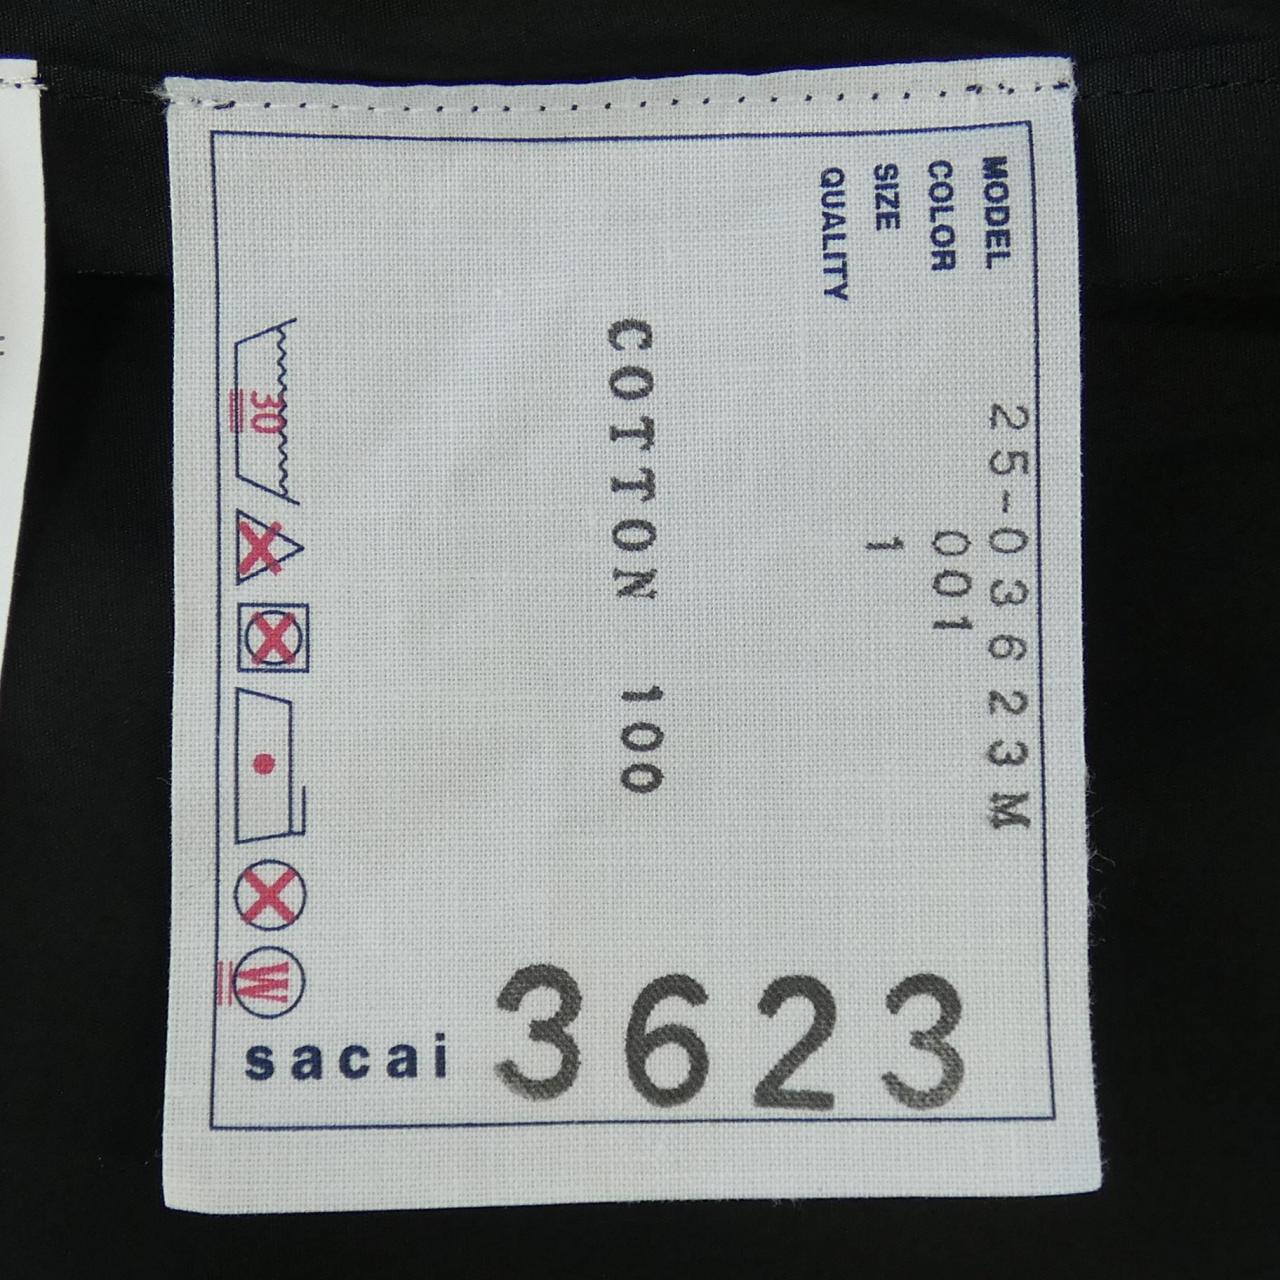 MODEL 25-03623M
COLOR 001
SIZE 1
QUALITY
COTTON 100
30
W
sacai 3623